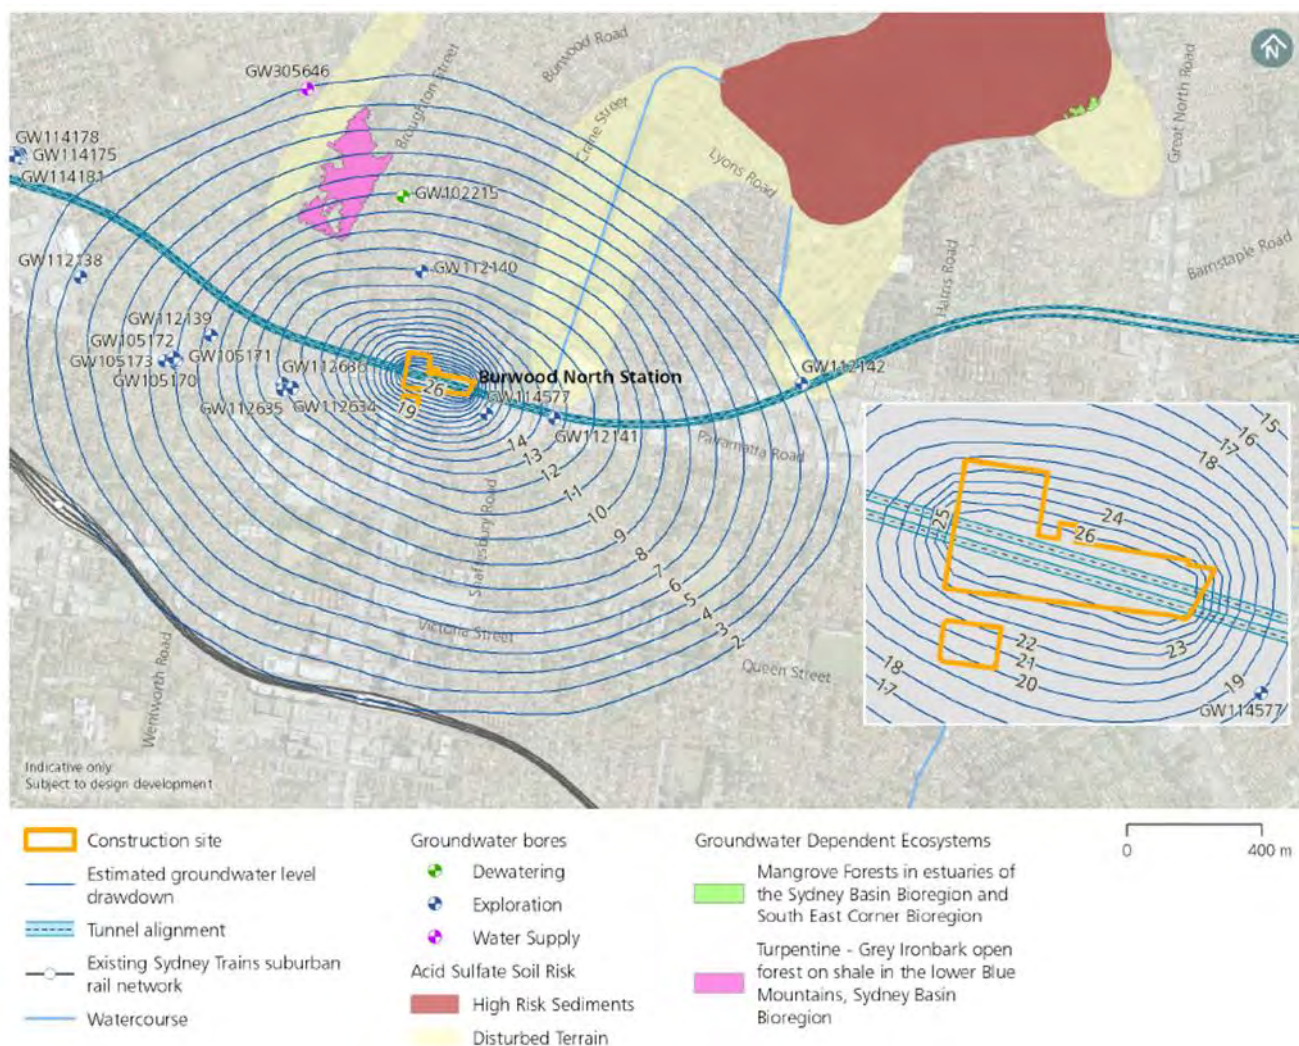 N
GW305646
Broughton Street
Burwood Road
Crane Street
Great North Road
GW114178
GW114175
GW114181
GW102215
Lyons Road
GW112138
GW112140
Harris Road
Barnstaple Road
GW112139
GW105172
GW105173
GW105171
GW105170
GW112636
GW112635
GW112634
26
19
Burwood North Station
GW114577
GW112141
GW112142
Parramatta Road
14
13
12
11
10
9
8
7
6
5
4
3
2
Shaftesbury Road
Victoria Street
Queen Street
Wentworth Road
15
16
17
18
24
25
26
22
21
20
23
18
17
19
GW114577
Indicative only
Subject to design development
Construction site
Estimated groundwater level
drawdown
Tunnel alignment
Existing Sydney Trains suburban
rail network
Watercourse
Groundwater bores
Dewatering
Exploration
Water Supply
Acid Sulfate Soil Risk
High Risk Sediments
Disturbed Terrain
Groundwater Dependent Ecosystems
Mangrove Forests in estuaries of
the Sydney Basin Bioregion and
South East Corner Bioregion
Turpentine - Grey Ironbark open
forest on shale in the lower Blue
Mountains, Sydney Basin
Bioregion
0 400 m